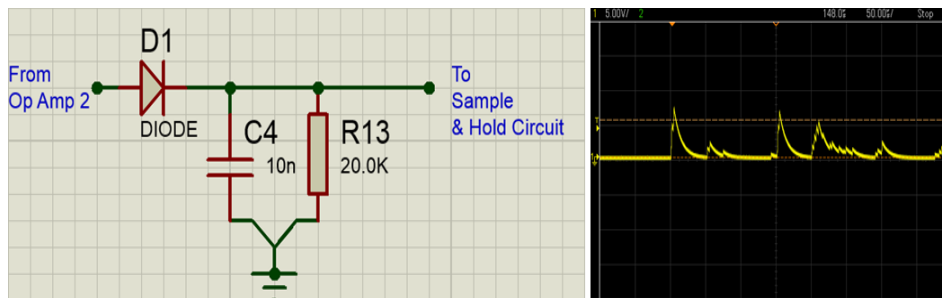 D1
From
Op Amp 2
DIODE
C4
10n
R13
20.0K
To
Sample
& Hold Circuit
1 5.00V/ 2 148.0s 50.00s/ Stop
T